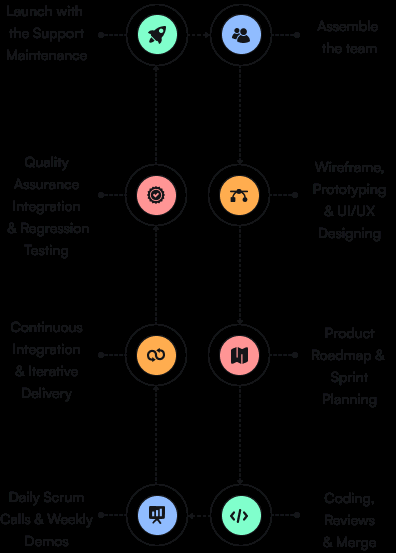 Launch with
the Support
Maintenance
Assemble
the team
Quality
Assurance
Integration
& Regression
Testing
Wireframe,
Prototyping
& UI/UX
Designing
Continuous
Integration
& Iterative
Delivery
Product
Roadmap &
Sprint
Planning
Daily Scrum
Calls & Weekly
Demos
Coding,
Reviews
& Merge